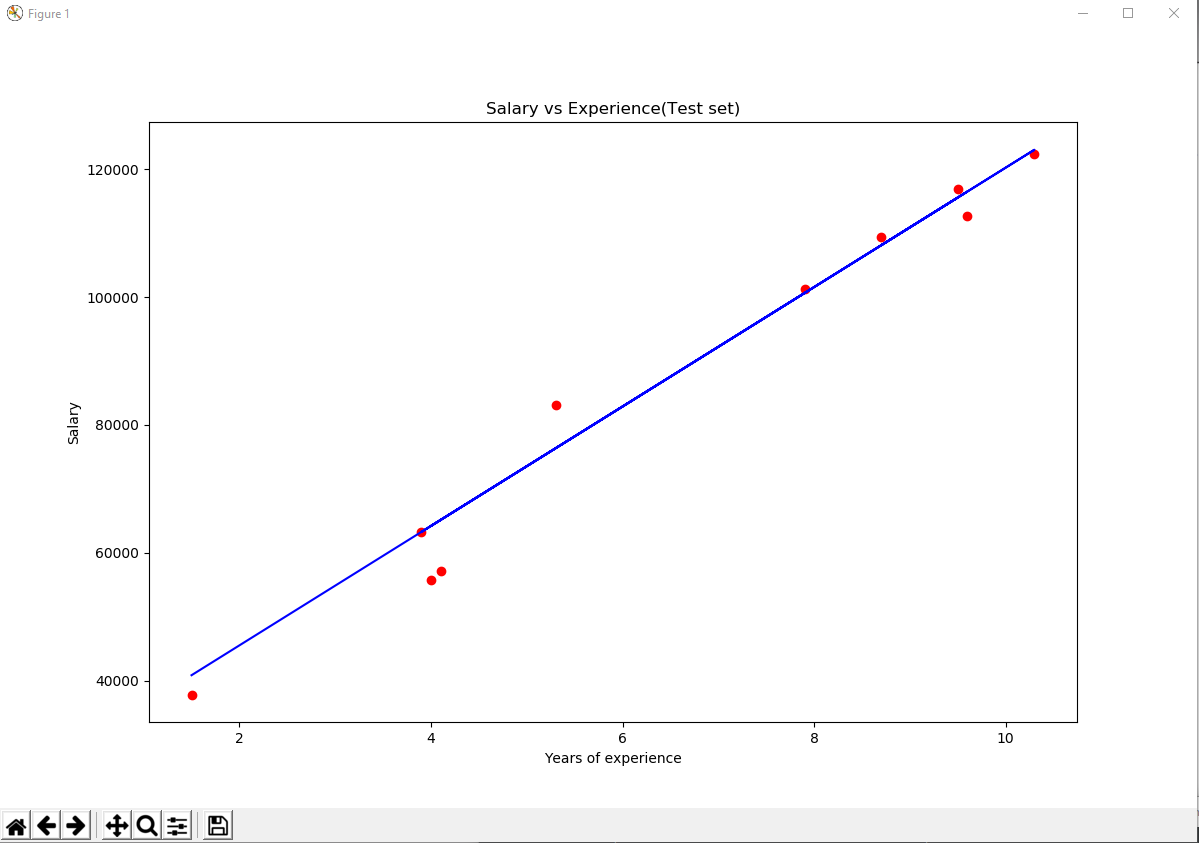 Figure 1
Salary vs Experience(Test set)
120000
100000
80000
60000
40000
Salary
2 4 6 8 10
Years of experience